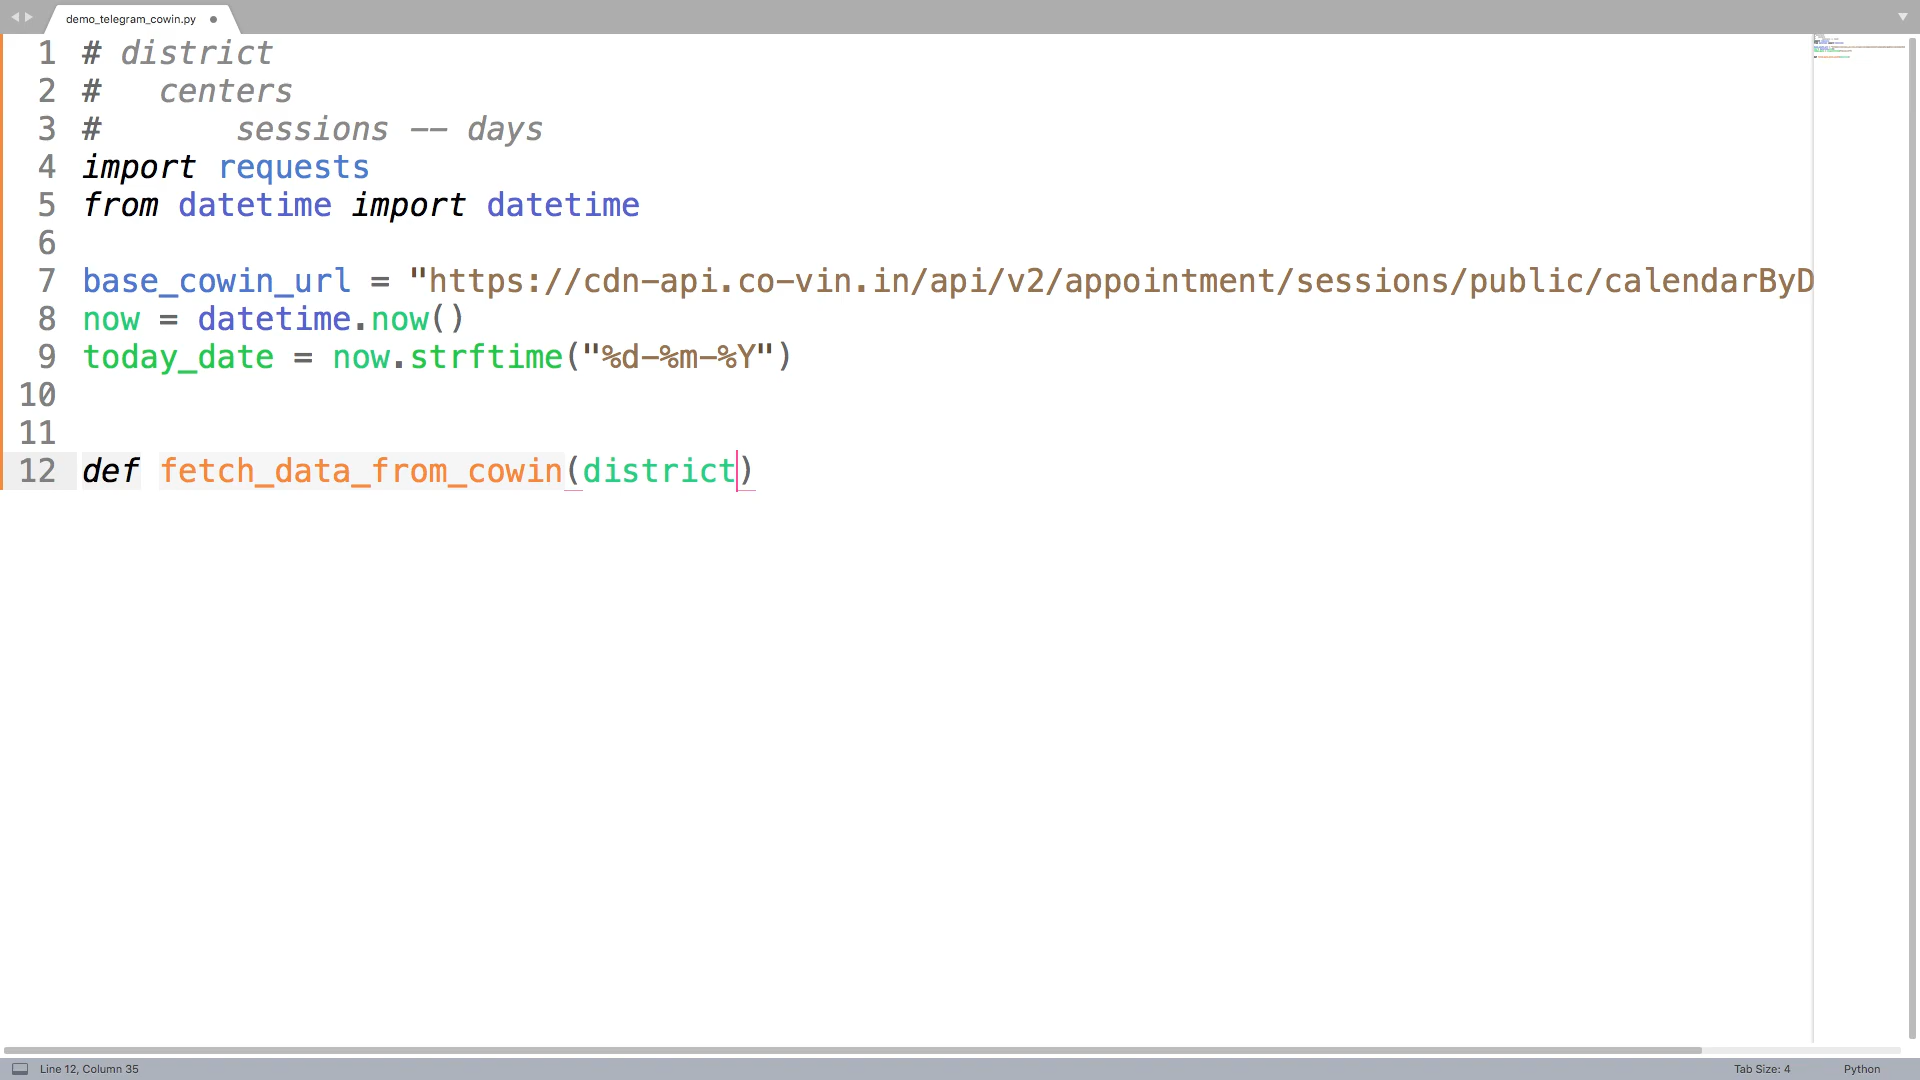 demo_telegram_cowin.py
1 # district
2 #   centers
3 #       sessions -- days
4 import requests
5 from datetime import datetime
6
7 base_cowin_url = "https://cdn-api.co-vin.in/api/v2/appointment/sessions/public/calendarByD
8 now = datetime.now()
9 today_date = now.strftime("%d-%m-%Y")
10
11
12 def fetch_data_from_cowin(district)
Line 12, Column 35 Tab Size: 4 Python